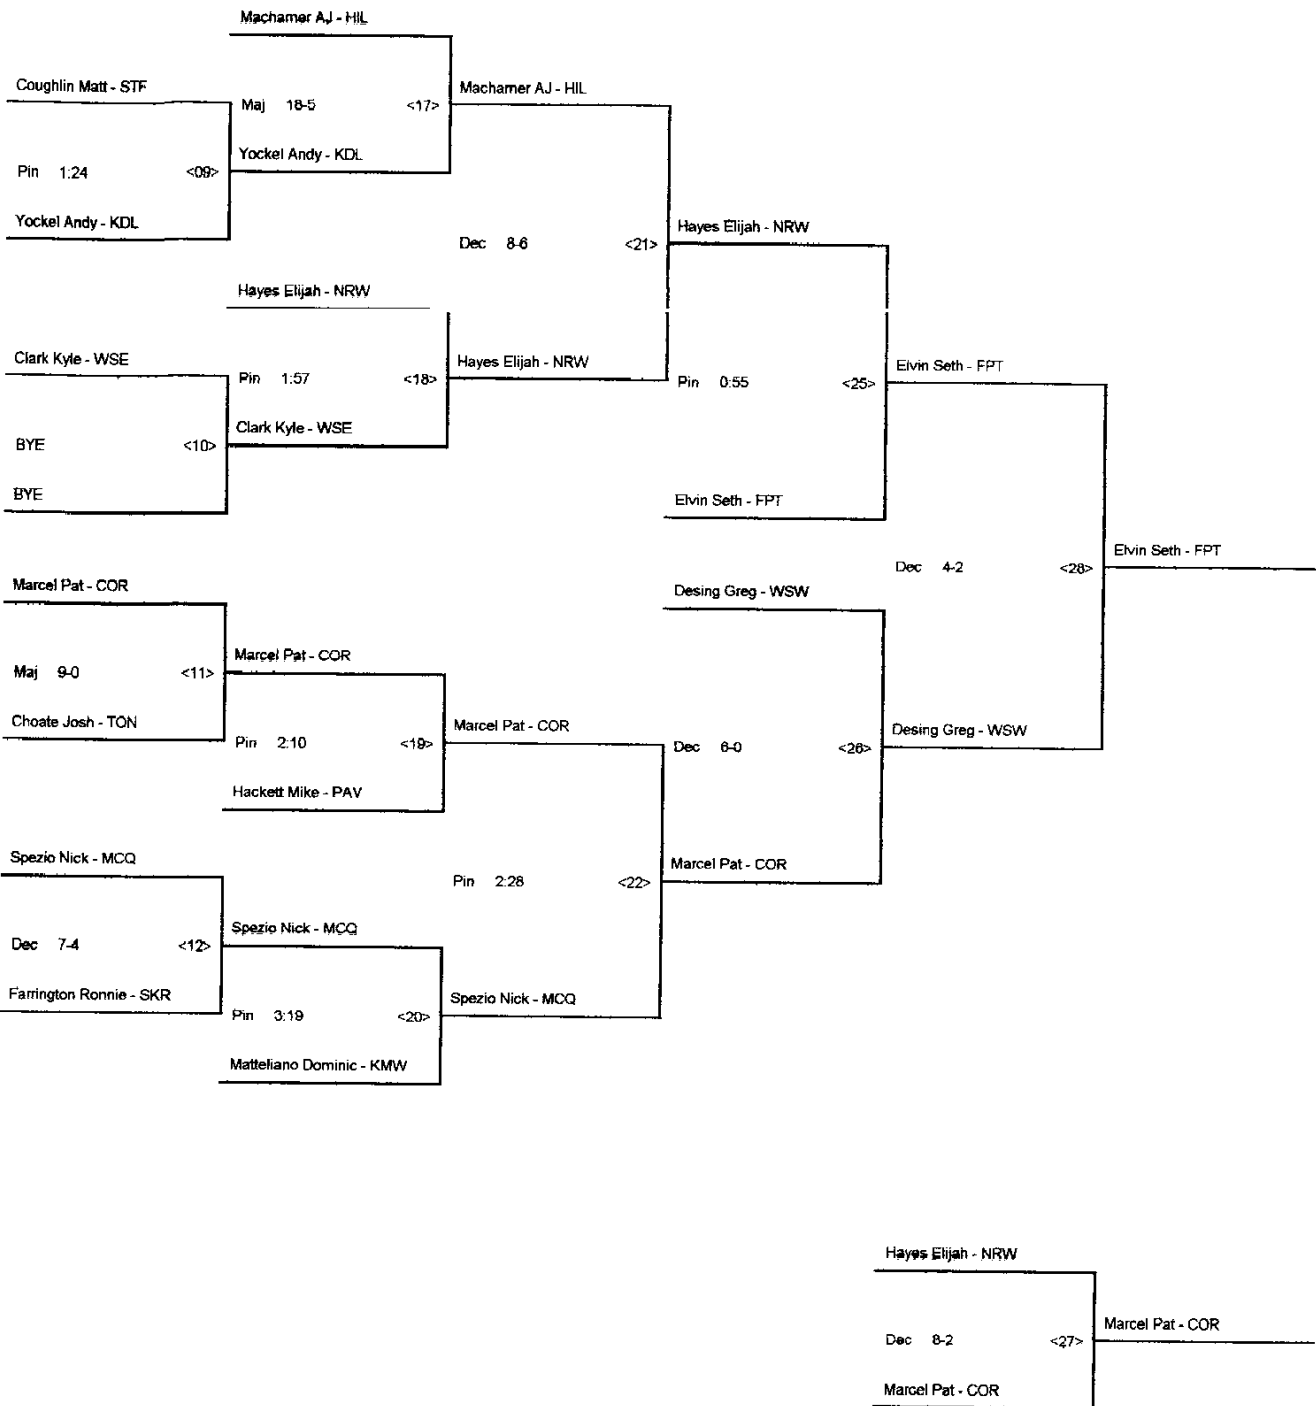 Machamer AJ - HIL
Coughlin Matt - STF
Machamer AJ - HIL
Maj 18-5 <17>
Yockel Andy - KDL
Pin 1:24 <09>
Yockel Andy - KDL
Hayes Elijah - NRW
Dec 8-6 <21>
Hayes Elijah - NRW
Clark Kyle - WSE
Hayes Elijah - NRW
Elvin Seth - FPT
Pin 1:57 <18>
Pin 0:55 <25>
Clark Kyle - WSE
BYE <10>
BYE
Elvin Seth - FPT
Elvin Seth - FPT
Dec 4-2 <28>
Marcel Pat - COR
Desing Greg - WSW
Marcel Pat - COR
Maj 9-0 <11>
Choate Josh - TON
Marcel Pat - COR
Desing Greg - WSW
Pin 2:10 <19>
Dec 6-0 <26>
Hackett Mike - PAV
Spezio Nick - MCQ
Marcel Pat - COR
Pin 2:28 <22>
Spezio Nick - MCQ
Dec 7-4 <12>
Farrington Ronnie - SKR
Spezio Nick - MCQ
Pin 3:19 <20>
Matteliano Dominic - KMW
Hayes Elijah - NRW
Marcel Pat - COR
Dec 8-2 <27>
Marcel Pat - COR